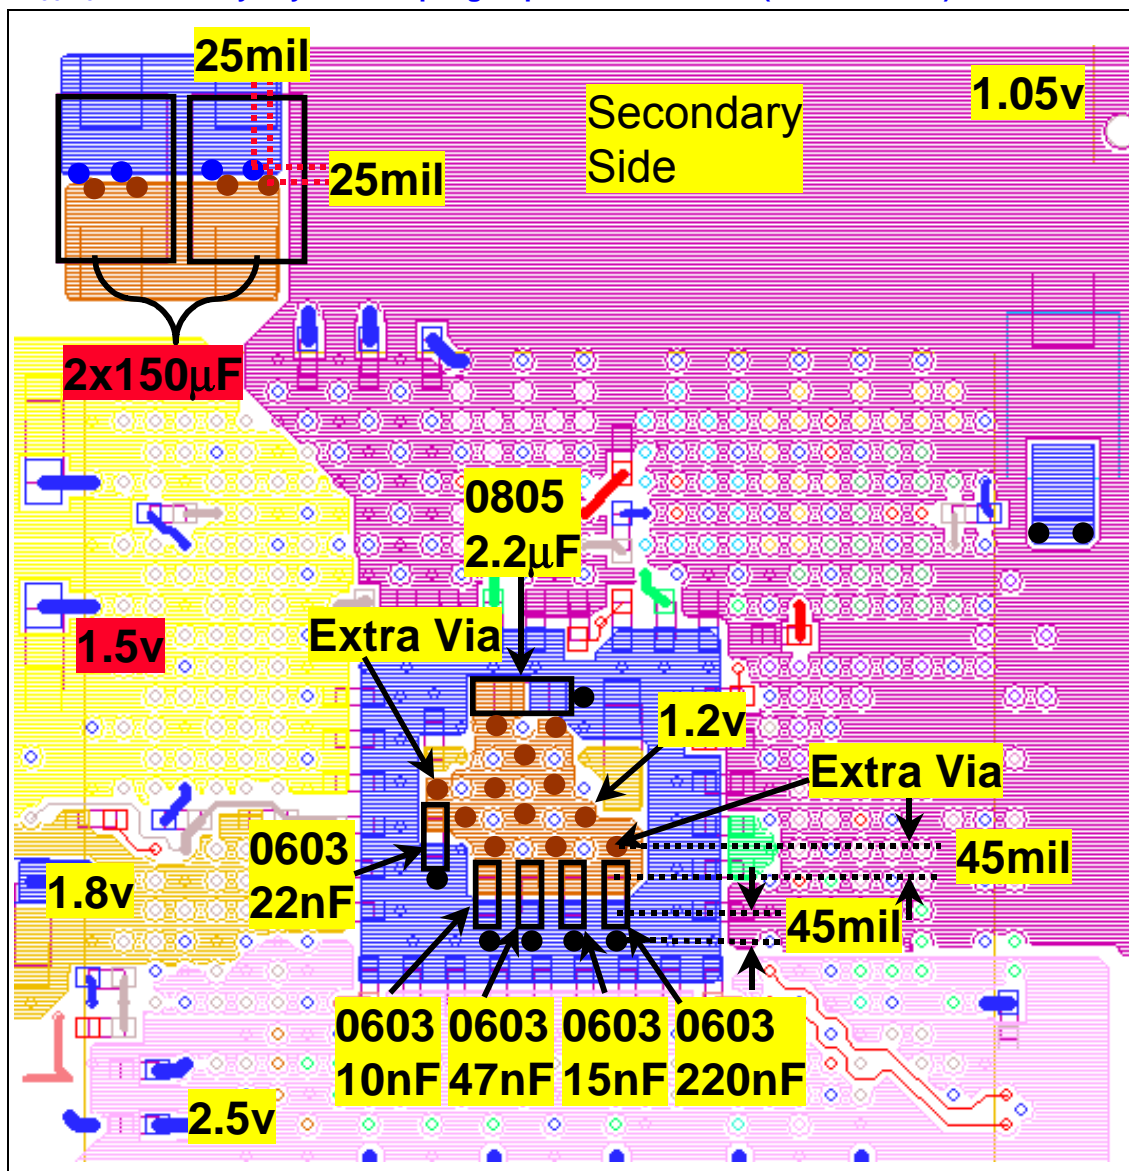 25mil
1.05v
Secondary
Side
25mil
2x150μF
0805
2.2μF
Extra Via
1.5v
1.2v
Extra Via
0603
22nF
45mil
1.8v
45mil
0603
10nF
0603
47nF
0603
15nF
0603
220nF
2.5v